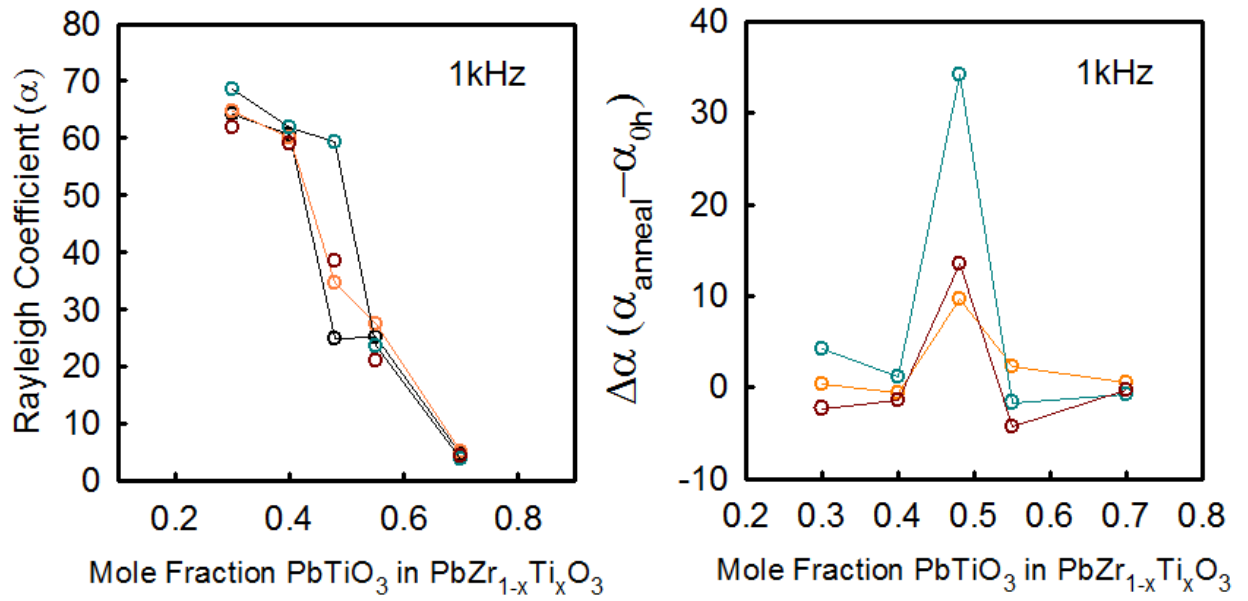 Rayleigh Coefficient (α)
80
70
60
50
40
30
20
10
0
1kHz
0.2 0.4 0.6 0.8
Mole Fraction PbTiO₃ in PbZr₁₋ₓTiₓO₃
Δα (α_anneal–α_0h)
40
30
20
10
0
-10
1kHz
0.2 0.3 0.4 0.5 0.6 0.7 0.8
Mole Fraction PbTiO₃ in PbZr₁₋ₓTiₓO₃